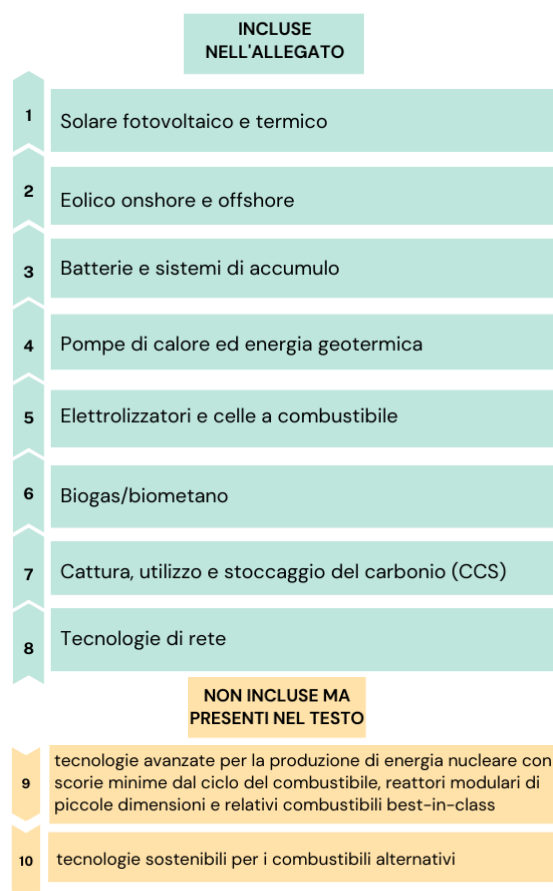 INCLUSE
NELL'ALLEGATO
1
Solare fotovoltaico e termico
2
Eolico onshore e offshore
3
Batterie e sistemi di accumulo
4
Pompe di calore ed energia geotermica
5
Elettrolizzatori e celle a combustibile
6
Biogas/biometano
7
Cattura, utilizzo e stoccaggio del carbonio (CCS)
8
Tecnologie di rete
NON INCLUSE MA
PRESENTI NEL TESTO
9
tecnologie avanzate per la produzione di energia nucleare con
scorie minime dal ciclo del combustibile, reattori modulari di
piccole dimensioni e relativi combustibili best-in-class
10
tecnologie sostenibili per i combustibili alternativi